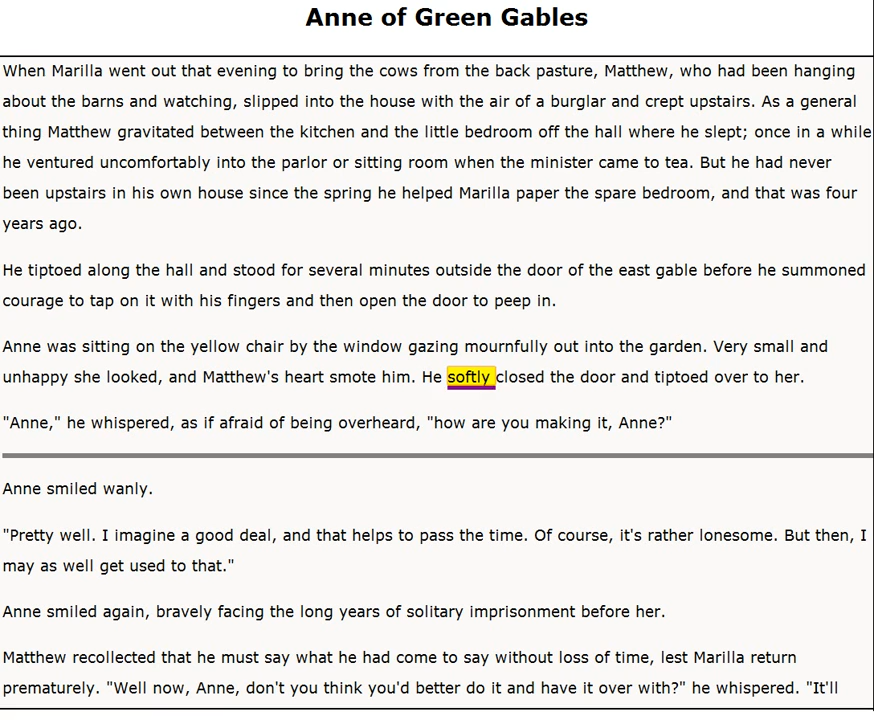 Anne of Green Gables
When Marilla went out that evening to bring the cows from the back pasture, Matthew, who had been hanging
about the barns and watching, slipped into the house with the air of a burglar and crept upstairs. As a general
thing Matthew gravitated between the kitchen and the little bedroom off the hall where he slept; once in a while
he ventured uncomfortably into the parlor or sitting room when the minister came to tea. But he had never
been upstairs in his own house since the spring he helped Marilla paper the spare bedroom, and that was four
years ago.
He tiptoed along the hall and stood for several minutes outside the door of the east gable before he summoned
courage to tap on it with his fingers and then open the door to peep in.
Anne was sitting on the yellow chair by the window gazing mournfully out into the garden. Very small and
unhappy she looked, and Matthew's heart smote him. He softly closed the door and tiptoed over to her.
"Anne," he whispered, as if afraid of being overheard, "how are you making it, Anne?"
Anne smiled wanly.
"Pretty well. I imagine a good deal, and that helps to pass the time. Of course, it's rather lonesome. But then, I
may as well get used to that."
Anne smiled again, bravely facing the long years of solitary imprisonment before her.
Matthew recollected that he must say what he had come to say without loss of time, lest Marilla return
prematurely. "Well now, Anne, don't you think you'd better do it and have it over with?" he whispered. "It'll